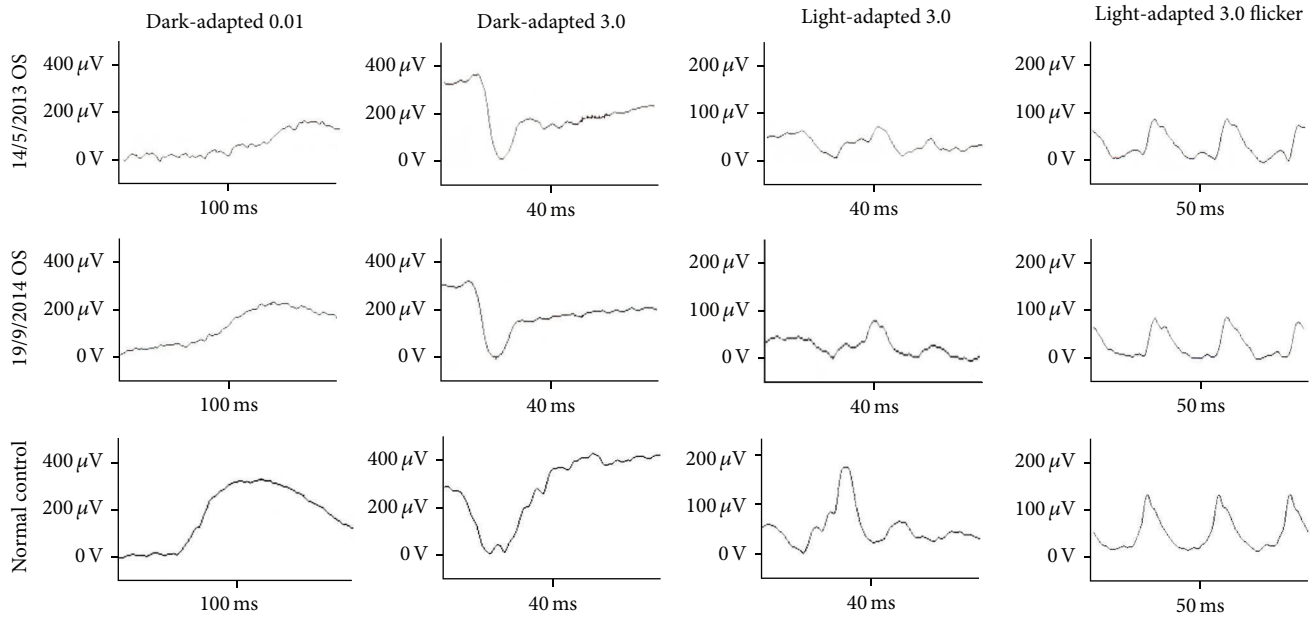 Dark-adapted 0.01 Dark-adapted 3.0 Light-adapted 3.0 Light-adapted 3.0 flicker
14/5/2013 OS
400 μV 400 μV 200 μV 200 μV
200 μV 200 μV 100 μV 100 μV
0 V 0 V 0 V 0 V
100 ms 40 ms 40 ms 50 ms
19/9/2014 OS
400 μV 400 μV 200 μV 200 μV
200 μV 200 μV 100 μV 100 μV
0 V 0 V 0 V 0 V
100 ms 40 ms 40 ms 50 ms
Normal control
400 μV 400 μV 200 μV 200 μV
200 μV 200 μV 100 μV 100 μV
0 V 0 V 0 V 0 V
100 ms 40 ms 40 ms 50 ms